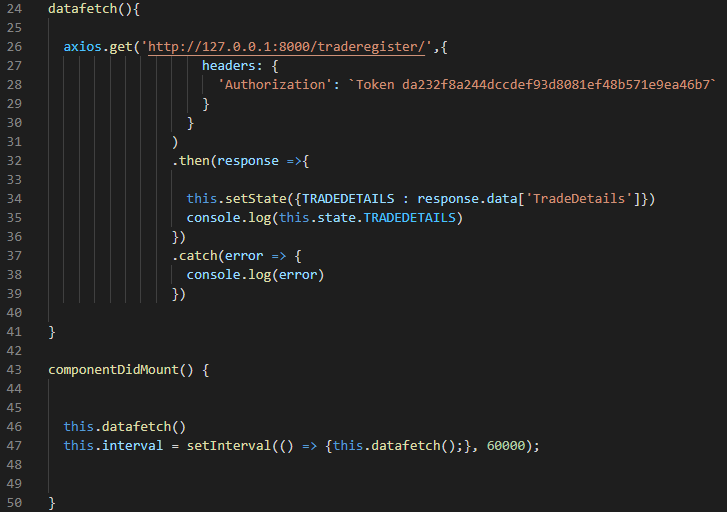 24 datafetch(){
25
26 axios.get('http://127.0.0.1:8000/traderegister/',{
27 headers: {
28 'Authorization': `Token da232f8a244dccdef93d8081ef48b571e9ea46b7`
29 }
30 }
31 )
32 .then(response =>{
33
34 this.setState({TRADEDETAILS : response.data['TradeDetails']})
35 console.log(this.state.TRADEDETAILS)
36 })
37 .catch(error => {
38 console.log(error)
39 })
40
41 }
42
43 componentDidMount() {
44
45
46 this.datafetch()
47 this.interval = setInterval(() => {this.datafetch();}, 60000);
48
49
50 }